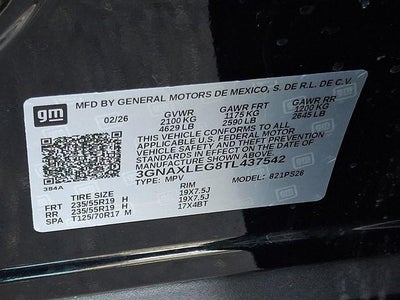 gm
MFD BY GENERAL MOTORS DE MEXICO, S. DE R.L. DE C.V.
02/26 GVWR GAWR FRT GAWR RR
2100 KG 1175 KG 1200 KG
4629 LB 2590 LB 2645 LB
THIS VEHICLE CONFORMS TO ALL
APPLICABLE U.S. FEDERAL MOTOR
VEHICLE SAFETY AND THEFT PREVENTION
STANDARDS IN EFFECT ON THE DATE OF
MANUFACTURE SHOWN ABOVE.
3GNAXLEG8TL437542
TYPE: MPV MODEL: 821PS26
3B4A
TIRE SIZE RIM
FRT 235/55R19 H 19X7.5J
RR 235/55R19 H 19X7.5J
SPA T125/70R17 M 17X4BT